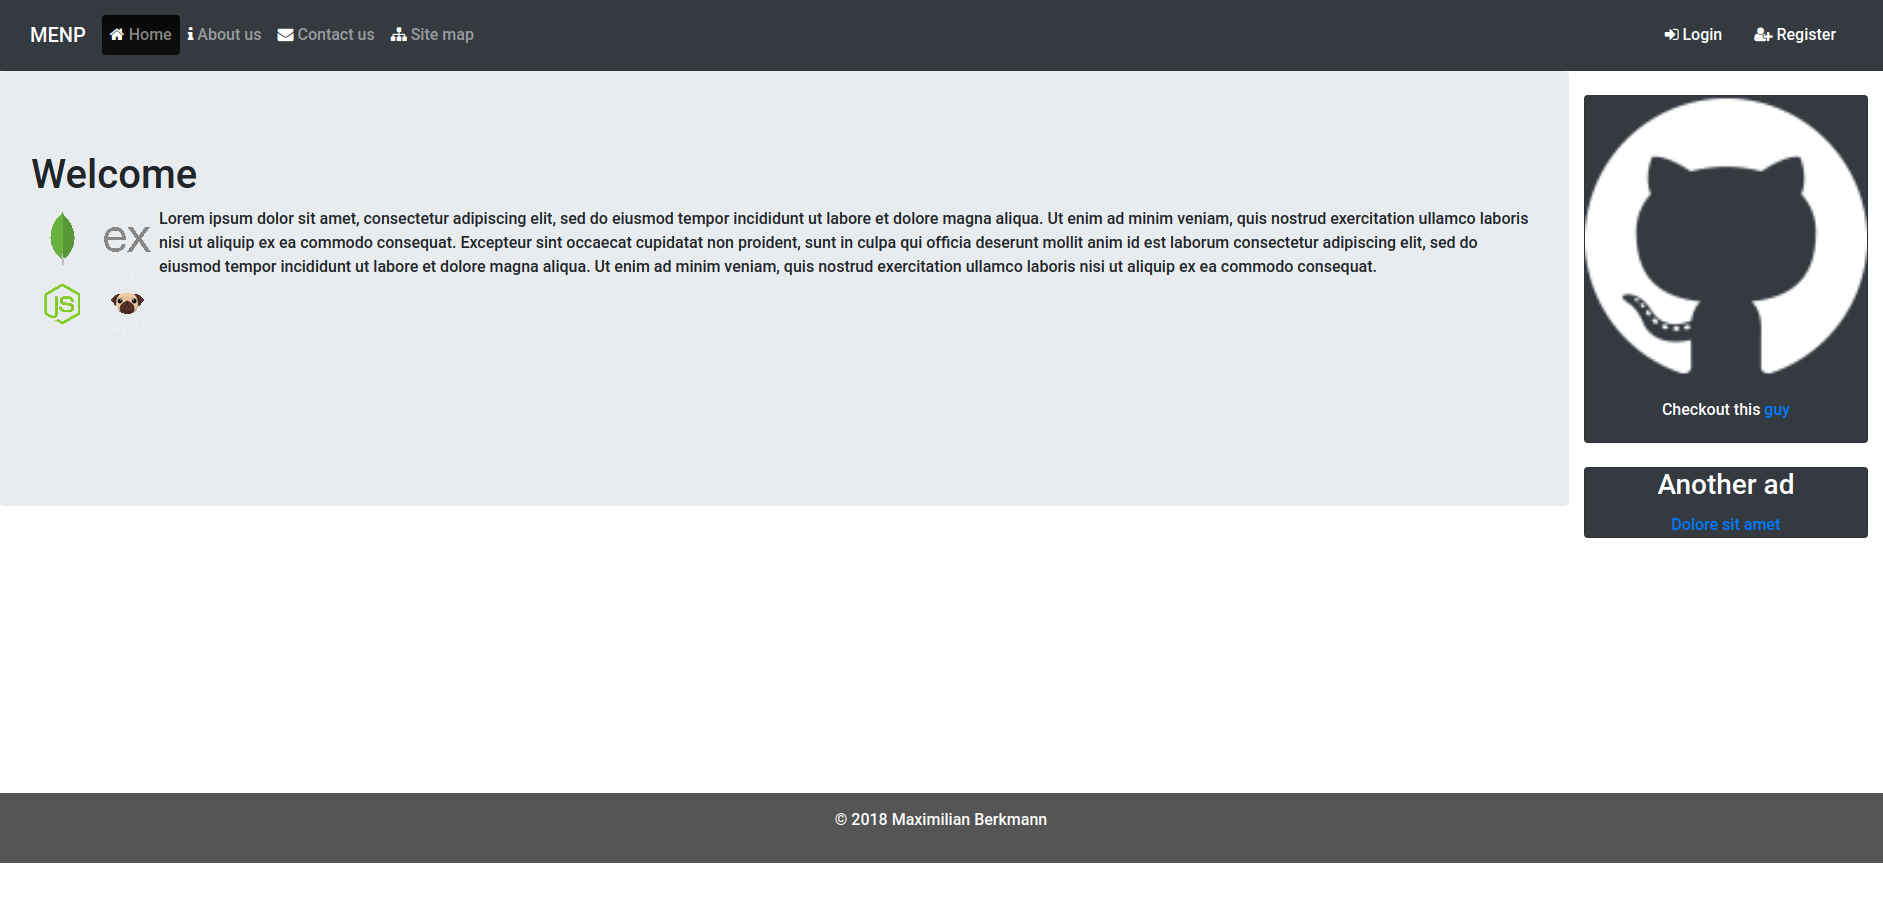 MENP Home About us Contact us Site map Login Register
Welcome
ex
JS
Lorem ipsum dolor sit amet, consectetur adipiscing elit, sed do eiusmod tempor incididunt ut labore et dolore magna aliqua. Ut enim ad minim veniam, quis nostrud exercitation ullamco laboris
nisi ut aliquip ex ea commodo consequat. Excepteur sint occaecat cupidatat non proident, sunt in culpa qui officia deserunt mollit anim id est laborum consectetur adipiscing elit, sed do
eiusmod tempor incididunt ut labore et dolore magna aliqua. Ut enim ad minim veniam, quis nostrud exercitation ullamco laboris nisi ut aliquip ex ea commodo consequat.
Checkout this guy
Another ad
Dolore sit amet
© 2018 Maximilian Berkmann